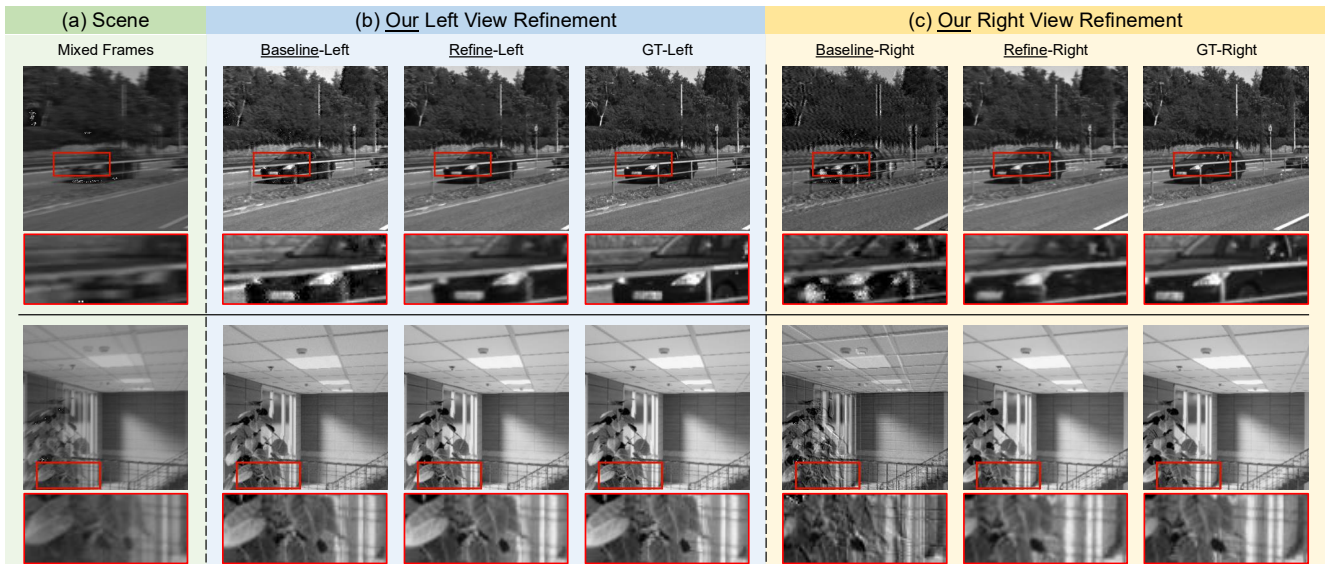 (a) Scene
(b) Our Left View Refinement
(c) Our Right View Refinement
Mixed Frames
Baseline-Left
Refine-Left
GT-Left
Baseline-Right
Refine-Right
GT-Right